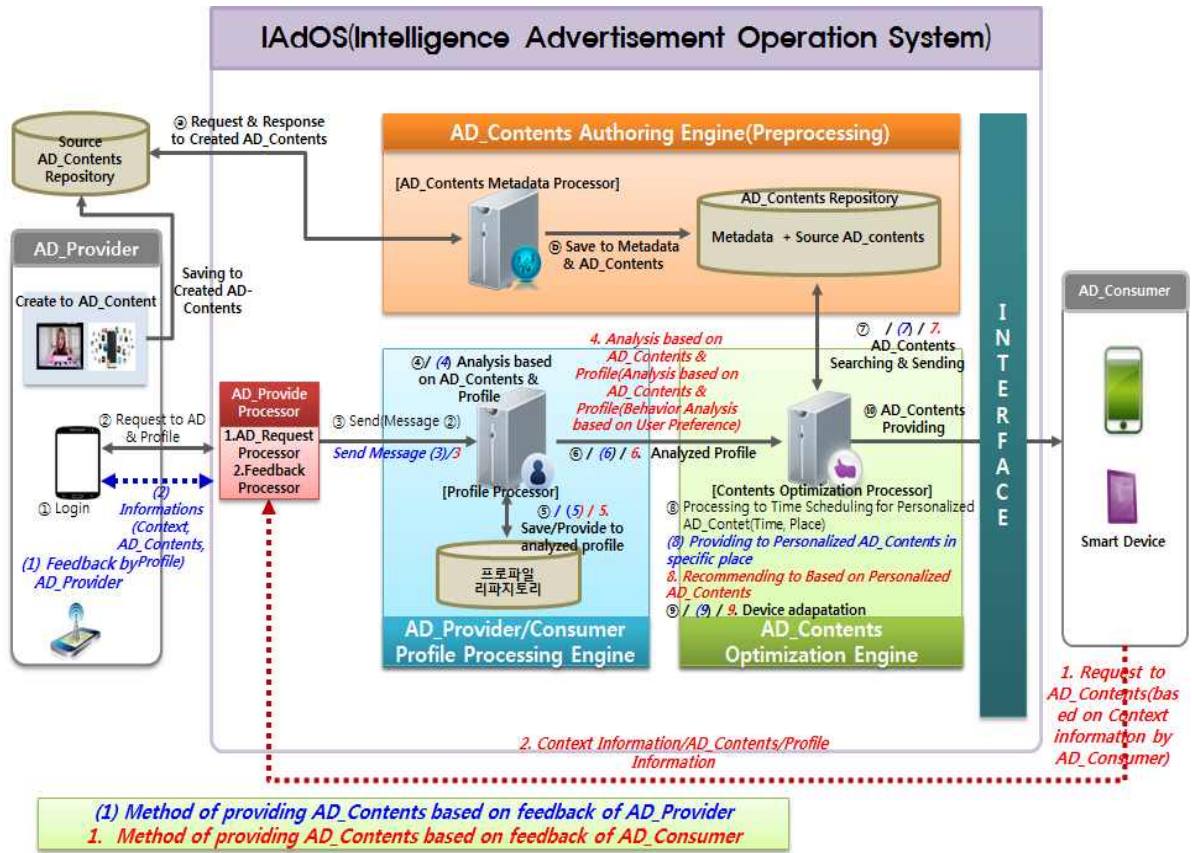 IAdOS(Intelligence Advertisement Operation System)
ⓐ Request & Response
to Created AD_Contents
Source
AD_Contents
Repository
AD_Provider
Create to AD_Content
Saving to
Created AD-
Contents
② Request to AD
& Profile
① Login
(2)
Informations
(Context,
AD_Contents,
Profile)
(1) Feedback by
AD_Provider
AD_Provide
Processor
1.AD_Request
Processor
2.Feedback
Processor
③ Send(Message ②)
Send Message (3)/3
AD_Contents Authoring Engine(Preprocessing)
[AD_Contents Metadata Processor]
ⓑ Save to Metadata
& AD_Contents
AD_Contents Repository
Metadata + Source AD_contents
④/ (4) Analysis based
on AD_Contents &
Profile
[Profile Processor]
⑤ / (5) / 5.
Save/Provide to
analyzed profile
프로파일
리파지토리
AD_Provider/Consumer
Profile Processing Engine
4. Analysis based on
AD_Contents &
Profile(Analysis based on
AD_Contents &
Profile(Behavior Analysis
based on User Preference)
⑥ / (6) / 6. Analyzed Profile
⑦ / (7) / 7.
AD_Contents
Searching & Sending
⑩ AD_Contents
Providing
[Contents Optimization Processor]
⑧ Processing to Time Scheduling for Personalized
AD_Contet(Time, Place)
(8) Providing to Personalized AD_Contents in
specific place
8. Recommending to Based on Personalized
AD_Contents
⑨ / (9) / 9. Device adapatation
AD_Contents
Optimization Engine
INTERFACE
AD_Consumer
Smart Device
1. Request to
AD_Contents(bas
ed on Context
information by
AD_Consumer)
2. Context Information/AD_Contents/Profile
Information
(1) Method of providing AD_Contents based on feedback of AD_Provider
1. Method of providing AD_Contents based on feedback of AD_Consumer